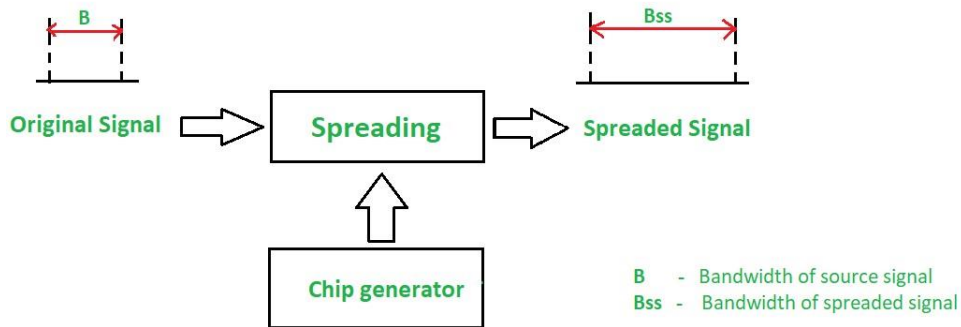 B
Bss
Original Signal
Spreading
Spreaded Signal
Chip generator
B - Bandwidth of source signal
Bss - Bandwidth of spreaded signal